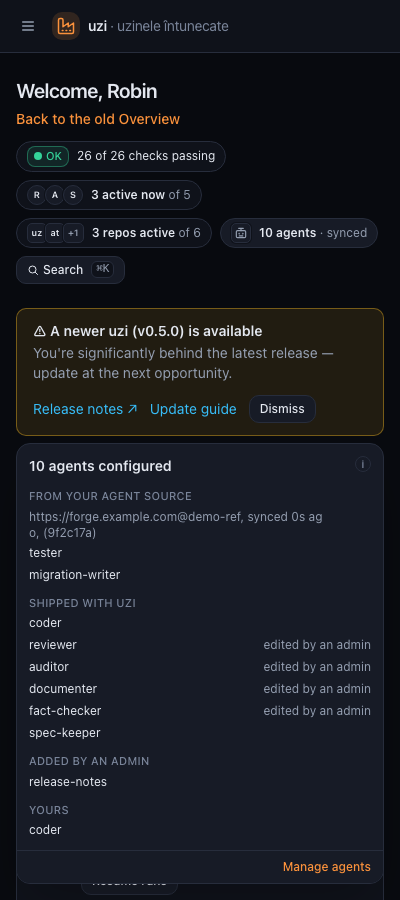 uzi · uzinele întunecate
Welcome, Robin
Back to the old Overview
OK 26 of 26 checks passing
R A S 3 active now of 5
uz at +1 3 repos active of 6
10 agents · synced
Search ⌘K
A newer uzi (v0.5.0) is available
You're significantly behind the latest release —
update at the next opportunity.
Release notes ↗ Update guide Dismiss
10 agents configured i
FROM YOUR AGENT SOURCE
https://forge.example.com@demo-ref, synced 0s ag
o, (9f2c17a)
tester
migration-writer
SHIPPED WITH UZI
coder
reviewer edited by an admin
auditor edited by an admin
documenter edited by an admin
fact-checker edited by an admin
spec-keeper
ADDED BY AN ADMIN
release-notes
YOURS
coder
Manage agents